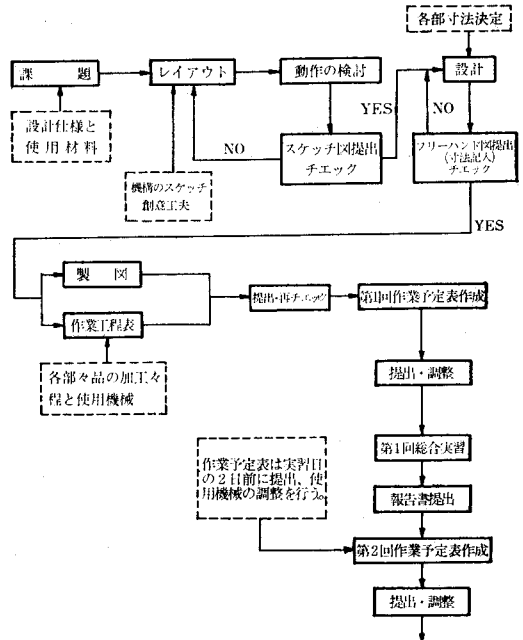 各部寸法決定
課題
レイアウト
動作の検討
設計
YES
NO
設計仕様と
使用材料
NO
スケッチ図提出
チエック
フリーハンド図提出
(寸法記入)
チエック
機構のスケッチ
創意工夫
YES
製図
作業工程表
提出・再チエック
第1回作業予定表作成
各部々品の加工々
程と使用機械
提出・調整
第1回総合実習
作業予定表は実習日
の2日前に提出、使
用機械の調整を行う。
報告書提出
第2回作業予定表作成
提出・調整